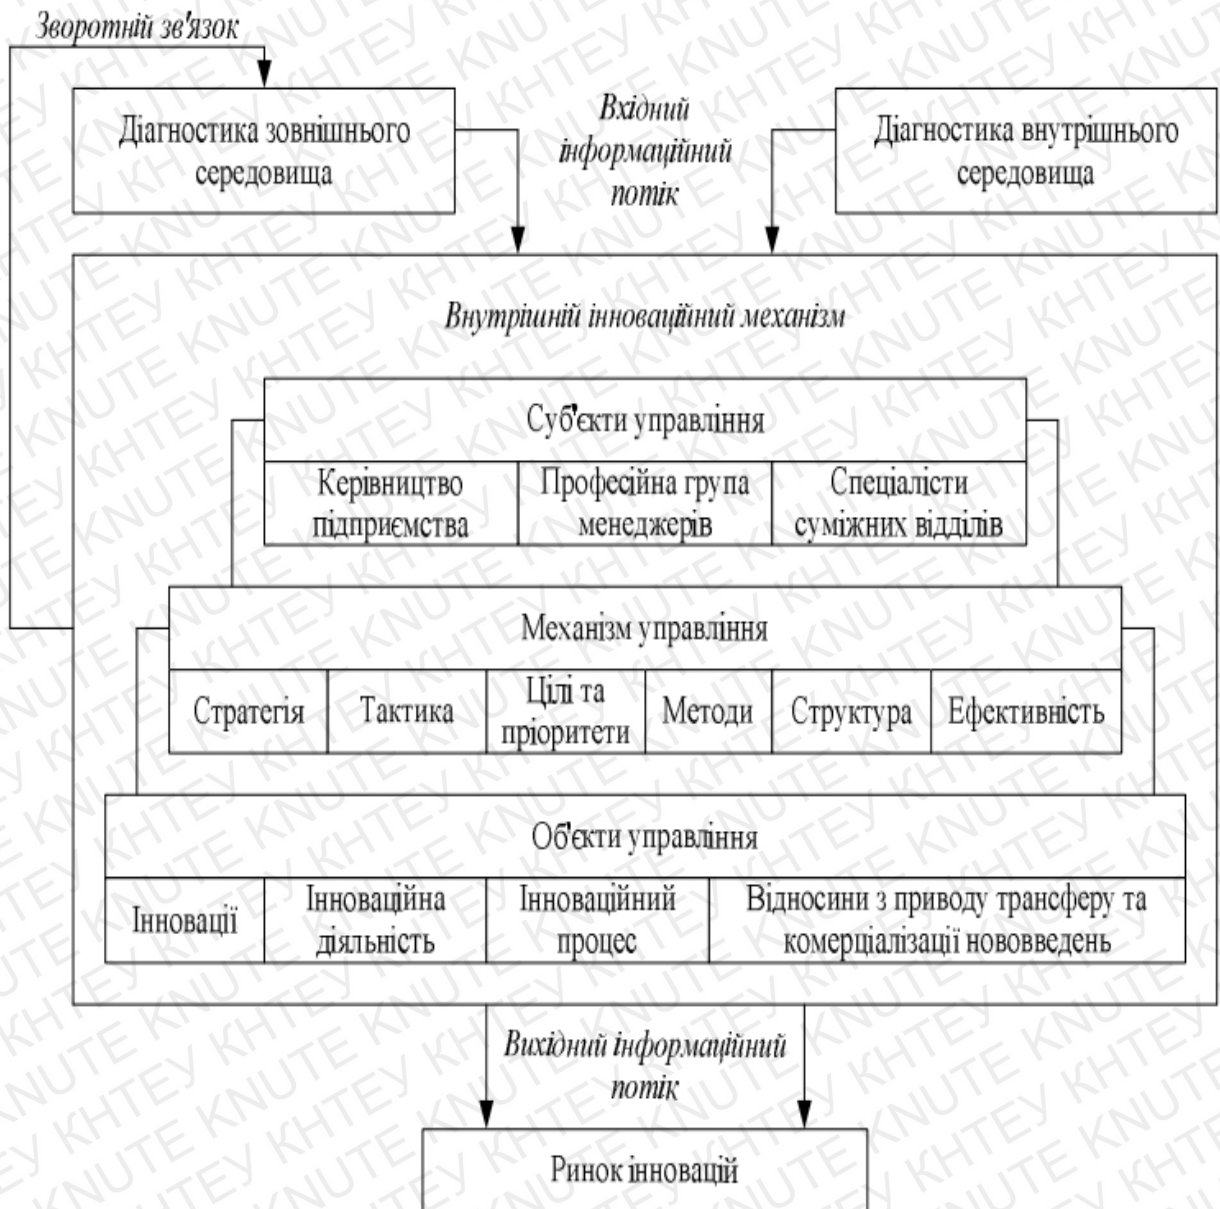 Зворотній зв'язок
Діагностика зовнішнього
середовища
Вхідний
інформаційний
потік
Діагностика внутрішнього
середовища
Внутрішній інноваційний механізм
Суб'єкти управління
Керівництво
підприємства
Професійна група
менеджерів
Спеціалісти
суміжних відділів
Механізм управління
Стратегія
Тактика
Цілі та
пріоритети
Методи
Структура
Ефективність
Об'єкти управління
Інновації
Інноваційна
діяльність
Інноваційний
процес
Відносини з приводу трансферу та
комерціалізації нововведень
Вихідний інформаційний
потік
Ринок інновацій